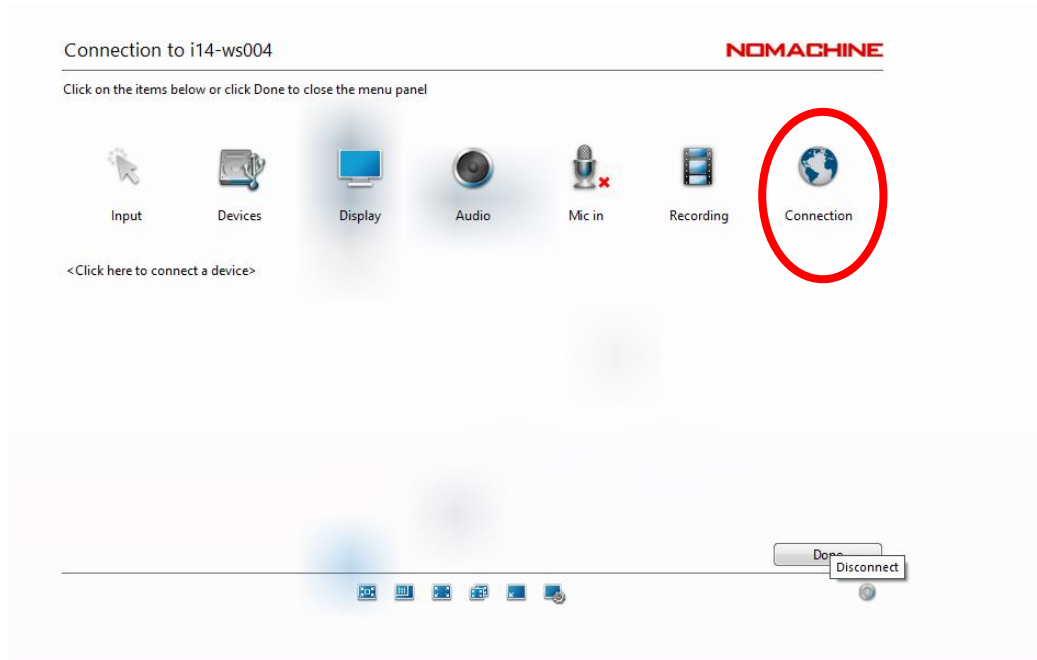 Connection to i14-ws004
NOMACHINE
Click on the items below or click Done to close the menu panel
Input Devices Display Audio Mic in Recording Connection
<Click here to connect a device>
Disconnect